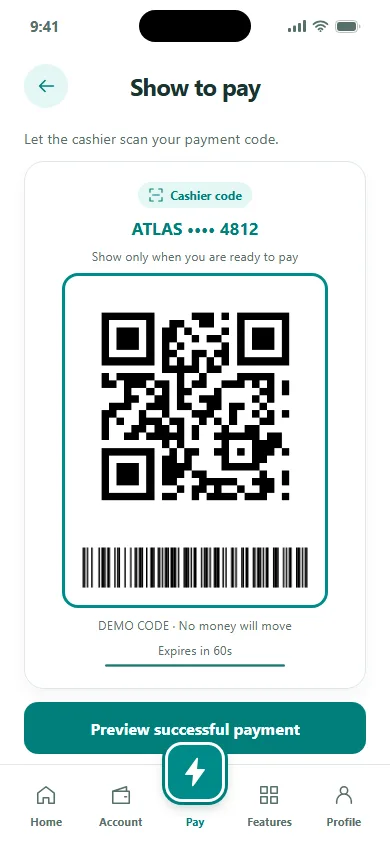 9:41
Show to pay
Let the cashier scan your payment code.
Cashier code
ATLAS •••• 4812
Show only when you are ready to pay
DEMO CODE · No money will move
Expires in 60s
Preview successful payment
Home
Account
Pay
Features
Profile